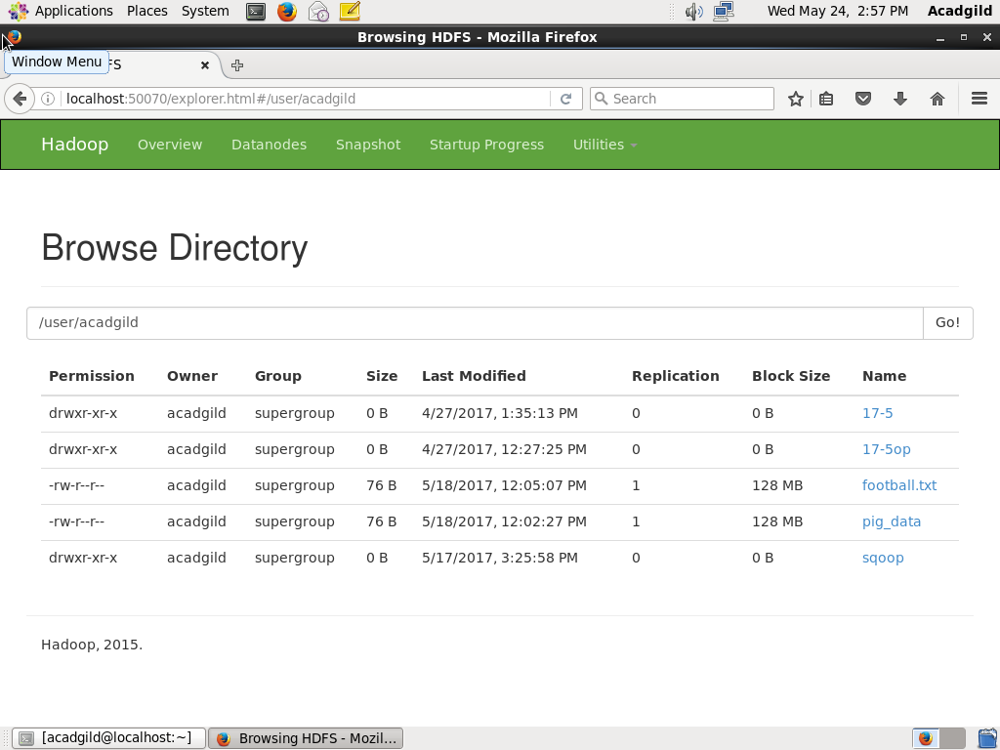 Applications Places System Wed May 24, 2:57 PM Acadgild
Browsing HDFS - Mozilla Firefox
Window Menu FS
localhost:50070/explorer.html#/user/acadgild Search
Hadoop Overview Datanodes Snapshot Startup Progress Utilities
Browse Directory
/user/acadgild Go!
Permission Owner Group Size Last Modified Replication Block Size Name
drwxr-xr-x acadgild supergroup 0 B 4/27/2017, 1:35:13 PM 0 0 B 17-5
drwxr-xr-x acadgild supergroup 0 B 4/27/2017, 12:27:25 PM 0 0 B 17-5op
-rw-r--r-- acadgild supergroup 76 B 5/18/2017, 12:05:07 PM 1 128 MB football.txt
-rw-r--r-- acadgild supergroup 76 B 5/18/2017, 12:02:27 PM 1 128 MB pig_data
drwxr-xr-x acadgild supergroup 0 B 5/17/2017, 3:25:58 PM 0 0 B sqoop
Hadoop, 2015.
[acadgild@localhost:~] Browsing HDFS - Mozil...